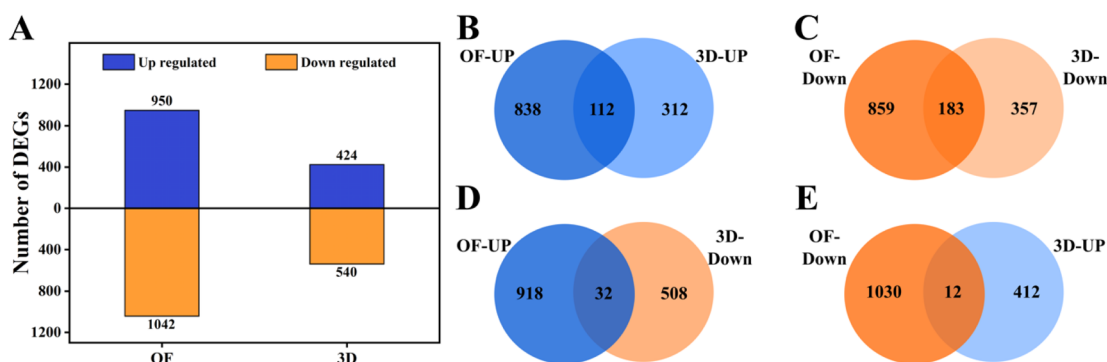 A
Number of DEGs
1200
800
400
0
400
800
1200
Up regulated
Down regulated
950
424
1042
540
OF
3D
B
OF-UP
3D-UP
838
112
312
C
OF-
Down
3D-
Down
859
183
357
D
OF-UP
3D-
Down
918
32
508
E
OF-
Down
3D-UP
1030
12
412